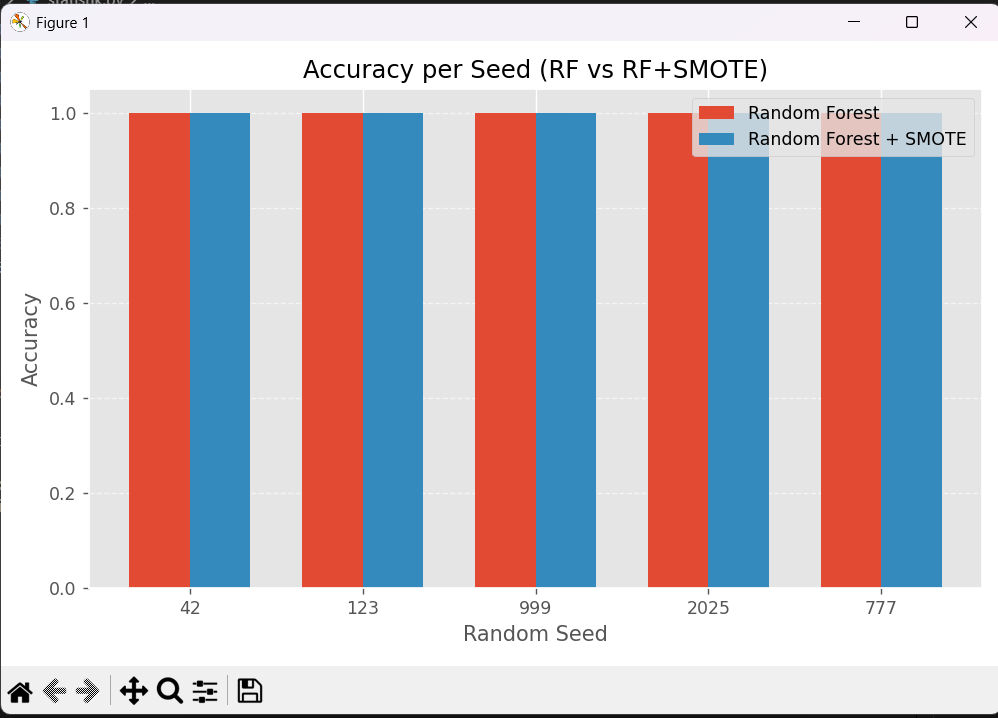 Figure 1
Accuracy per Seed (RF vs RF+SMOTE)
Random Forest
Random Forest + SMOTE
1.0
0.8
0.6
0.4
0.2
0.0
Accuracy
42 123 999 2025 777
Random Seed